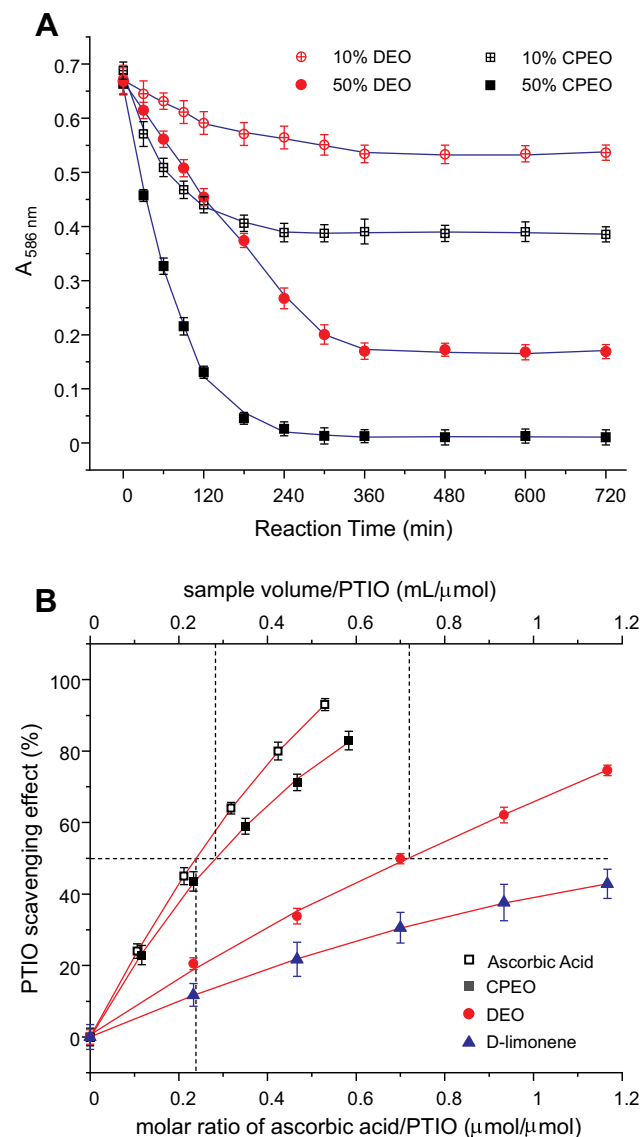 A
10% DEO
10% CPEO
50% DEO
50% CPEO
0.7
0.6
0.5
0.4
0.3
0.2
0.1
0
A 586 nm
0 120 240 360 480 600 720
Reaction Time (min)
B
sample volume/PTIO (mL/μmol)
0 0.2 0.4 0.6 0.8 1 1.2
100
80
60
40
20
0
PTIO scavenging effect (%)
Ascorbic Acid
CPEO
DEO
D-limonene
0 0.2 0.4 0.6 0.8 1 1.2
molar ratio of ascorbic acid/PTIO (μmol/μmol)